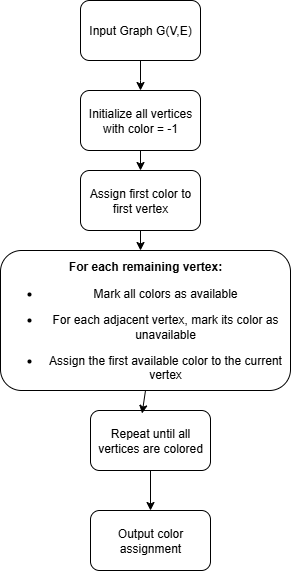 Input Graph G(V,E)
Initialize all vertices
with color = -1
Assign first color to
first vertex
For each remaining vertex:
• Mark all colors as available
• For each adjacent vertex, mark its color as
unavailable
• Assign the first available color to the current
vertex
Repeat until all
vertices are colored
Output color
assignment